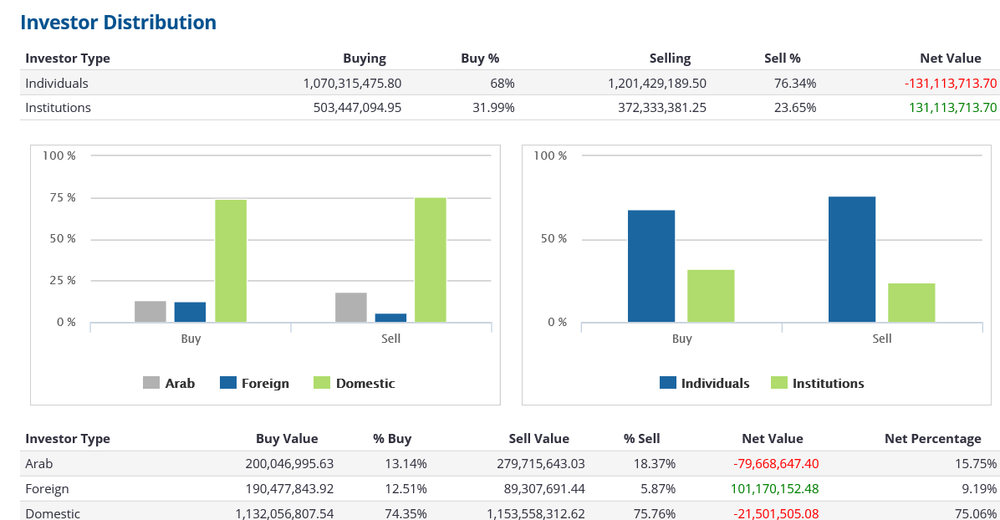 Investor Distribution
Investor Type Buying Buy % Selling Sell % Net Value
Individuals 1,070,315,475.80 68% 1,201,429,189.50 76.34% -131,113,713.70
Institutions 503,447,094.95 31.99% 372,333,381.25 23.65% 131,113,713.70
100 %
75 %
50 %
25 %
0 %
Buy Sell
Arab Foreign Domestic
100 %
50 %
0 %
Buy Sell
Individuals Institutions
Investor Type Buy Value % Buy Sell Value % Sell Net Value Net Percentage
Arab 200,046,995.63 13.14% 279,715,643.03 18.37% -79,668,647.40 15.75%
Foreign 190,477,843.92 12.51% 89,307,691.44 5.87% 101,170,152.48 9.19%
Domestic 1,132,056,807.54 74.35% 1,153,558,312.62 75.76% -21,501,505.08 75.06%